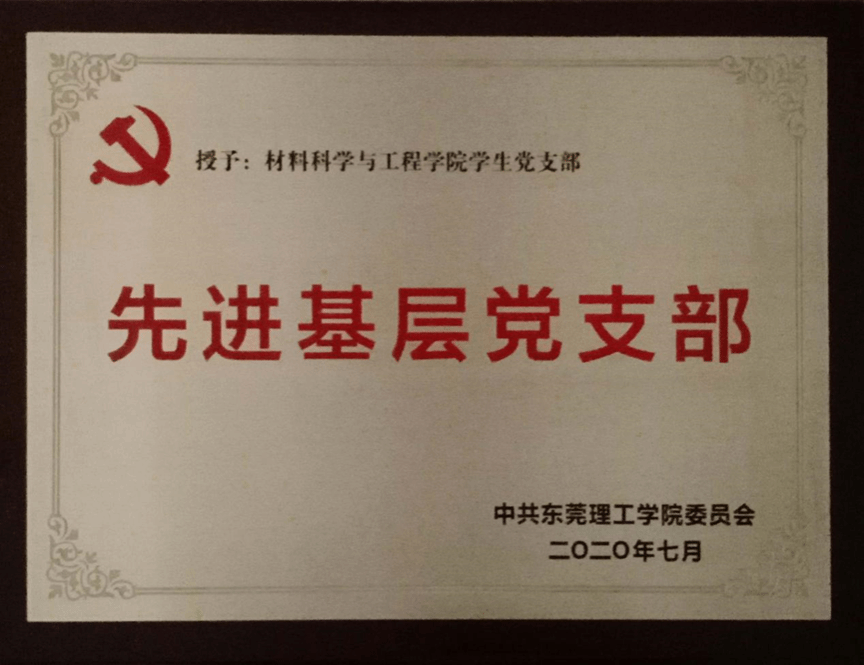 授予：材料科学与工程学院学生党支部
先进基层党支部
中共东莞理工学院委员会
二〇二〇年七月